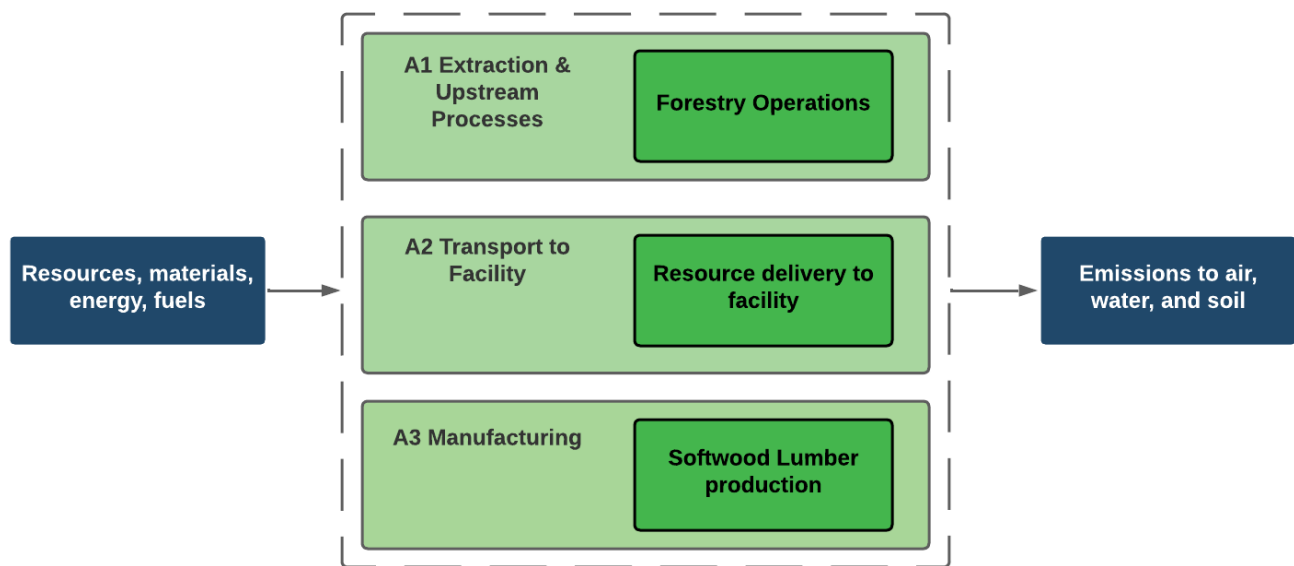 A1 Extraction &
Upstream
Processes
Forestry Operations
Resources, materials,
energy, fuels
A2 Transport to
Facility
Resource delivery to
facility
Emissions to air,
water, and soil
A3 Manufacturing
Softwood Lumber
production